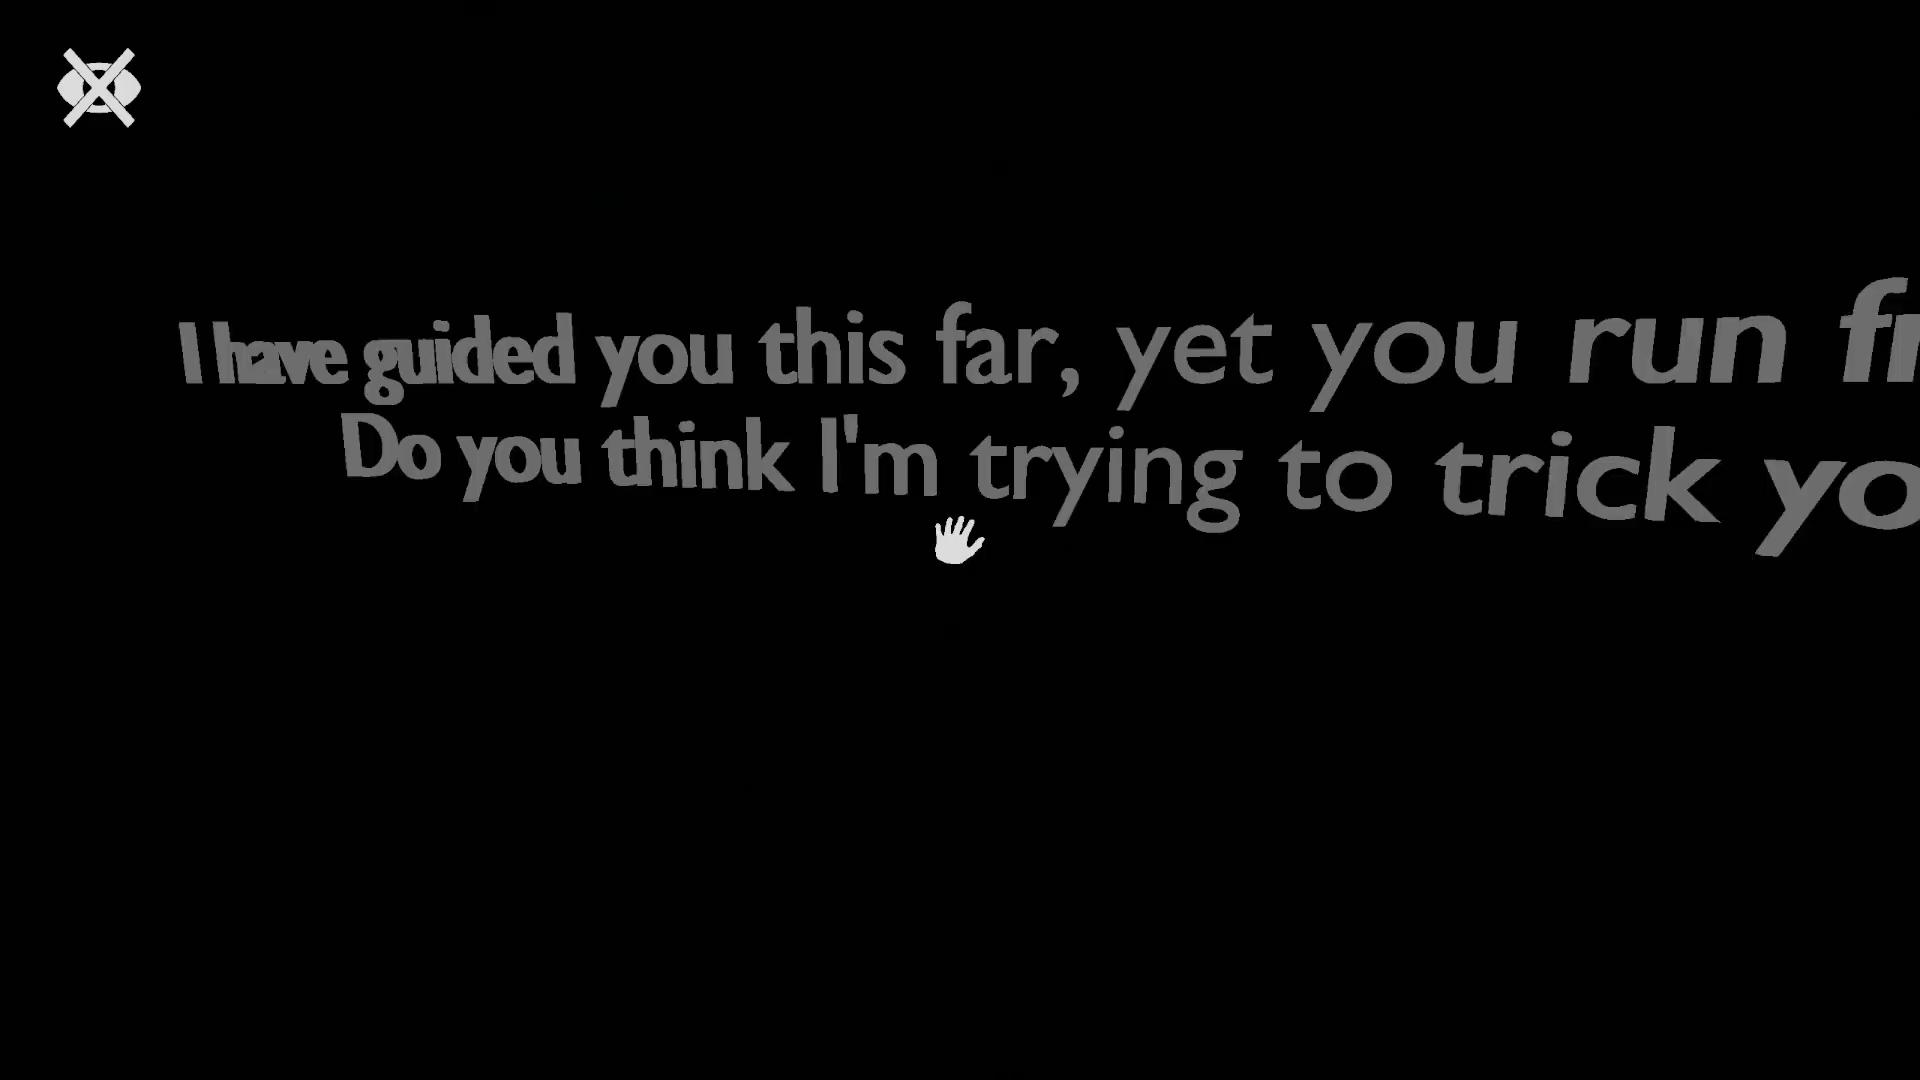 I have guided you this far, yet you run
Do you think I'm trying to trick